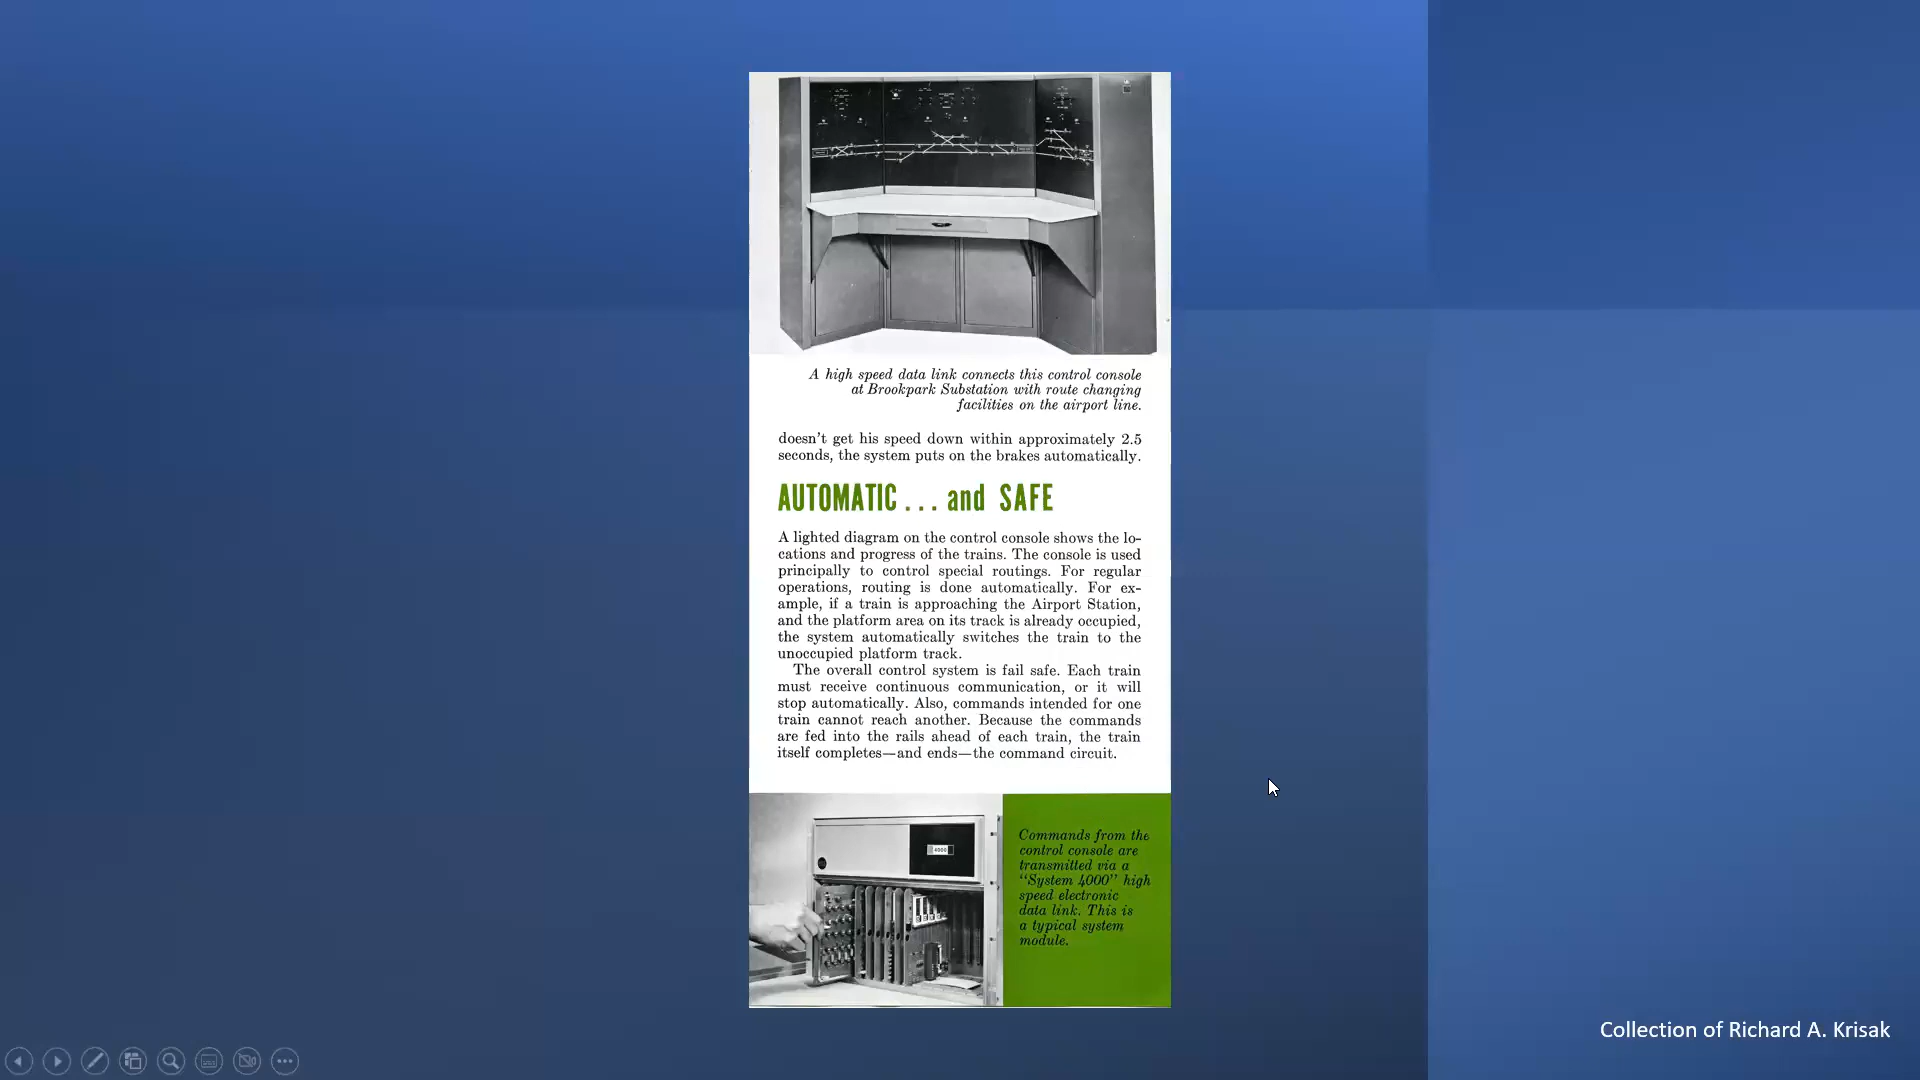 A high speed data link connects this control console
at Brookpark Substation with route changing
facilities on the airport line.
doesn't get his speed down within approximately 2.5
seconds, the system puts on the brakes automatically.
AUTOMATIC . . . and SAFE
A lighted diagram on the control console shows the lo-
cations and progress of the trains. The console is used
principally to control special routings. For regular
operations, routing is done automatically. For ex-
ample, if a train is approaching the Airport Station,
and the platform area on its track is already occupied,
the system automatically switches the train to the
unoccupied platform track.
The overall control system is fail safe. Each train
must receive continuous communication, or it will
stop automatically. Also, commands intended for one
train cannot reach another. Because the commands
are fed into the rails ahead of each train, the train
itself completes—and ends—the command circuit.
4000
Commands from the
control console are
transmitted via a
"System 4000" high
speed electronic
data link. This is
a typical system
module.
Collection of Richard A. Krisak